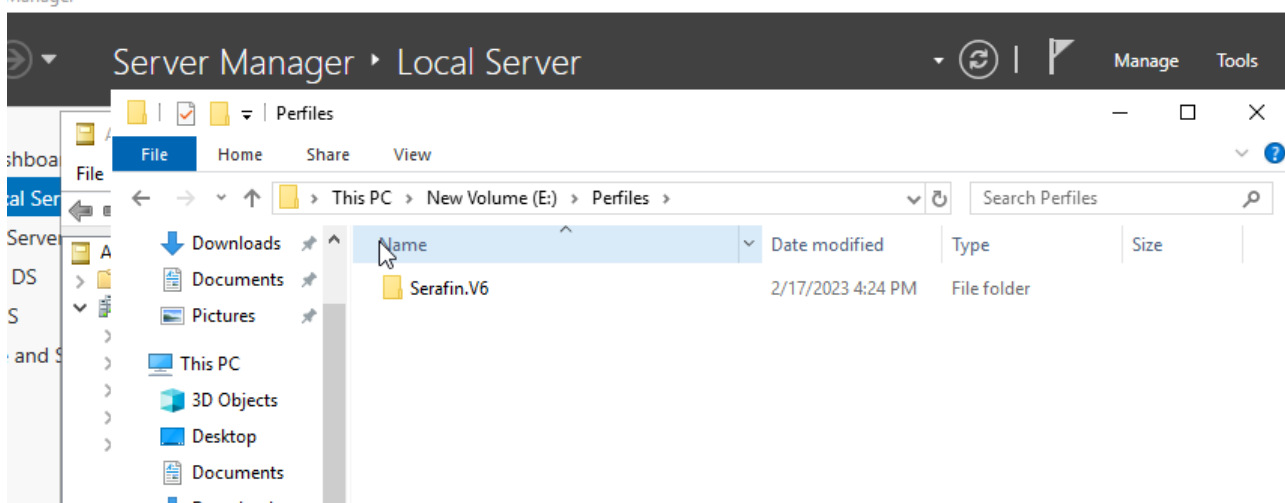 Server Manager ‣ Local Server
Manage Tools
Perfiles
File Home Share View
File
This PC > New Volume (E:) > Perfiles >
Search Perfiles
Downloads
Documents
Pictures
This PC
3D Objects
Desktop
Documents
Name Date modified Type Size
Serafin.V6 2/17/2023 4:24 PM File folder
DS
and